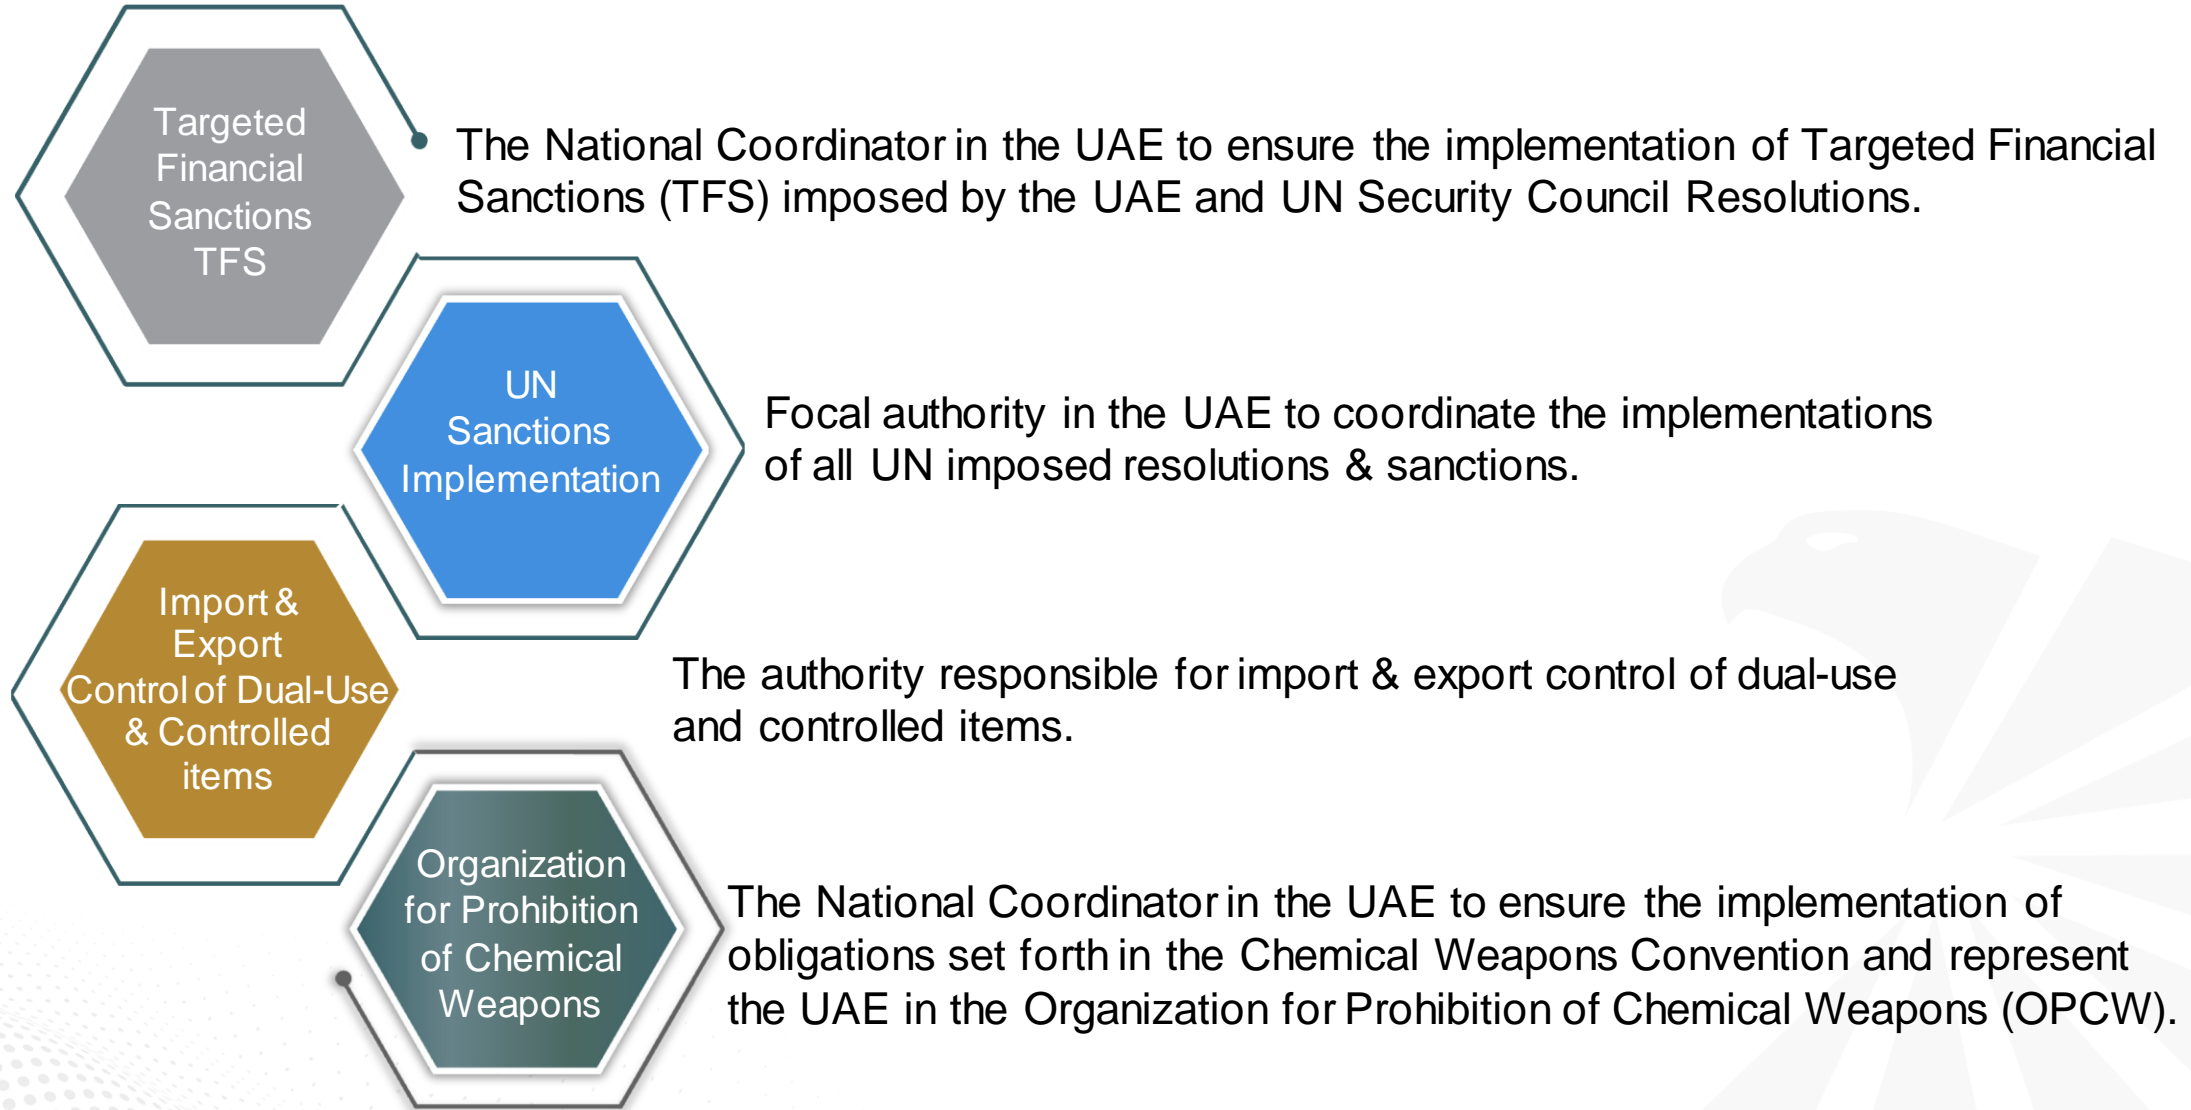 Targeted
Financial
Sanctions
TFS
The National Coordinator in the UAE to ensure the implementation of Targeted Financial
Sanctions (TFS) imposed by the UAE and UN Security Council Resolutions.
UN
Sanctions
Implementation
Focal authority in the UAE to coordinate the implementations
of all UN imposed resolutions & sanctions.
Import &
Export
Control of Dual-Use
& Controlled
items
The authority responsible for import & export control of dual-use
and controlled items.
Organization
for Prohibition
of Chemical
Weapons
The National Coordinator in the UAE to ensure the implementation of
obligations set forth in the Chemical Weapons Convention and represent
the UAE in the Organization for Prohibition of Chemical Weapons (OPCW).